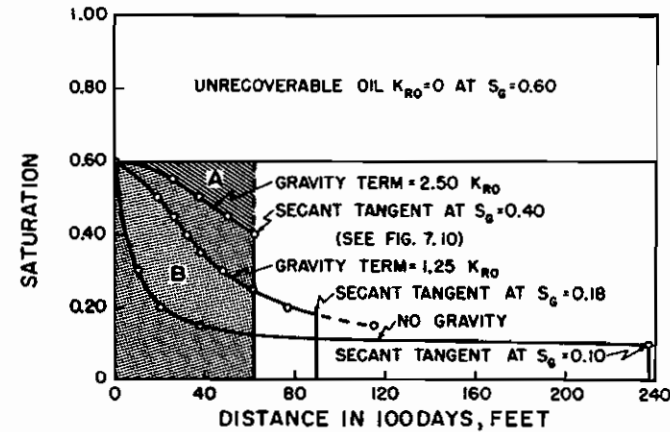 1.00
0.80
0.60
0.40
0.20
0
SATURATION
UNRECOVERABLE OIL K_RO=0 AT S_G=0.60
A
GRAVITY TERM=2.50 K_RO
SECANT TANGENT AT S_G=0.40
(SEE FIG. 7.10)
GRAVITY TERM=1.25 K_RO
B
SECANT TANGENT AT S_G=0.18
NO GRAVITY
SECANT TANGENT AT S_G=0.10
0 40 80 120 160 200 240
DISTANCE IN 100 DAYS, FEET